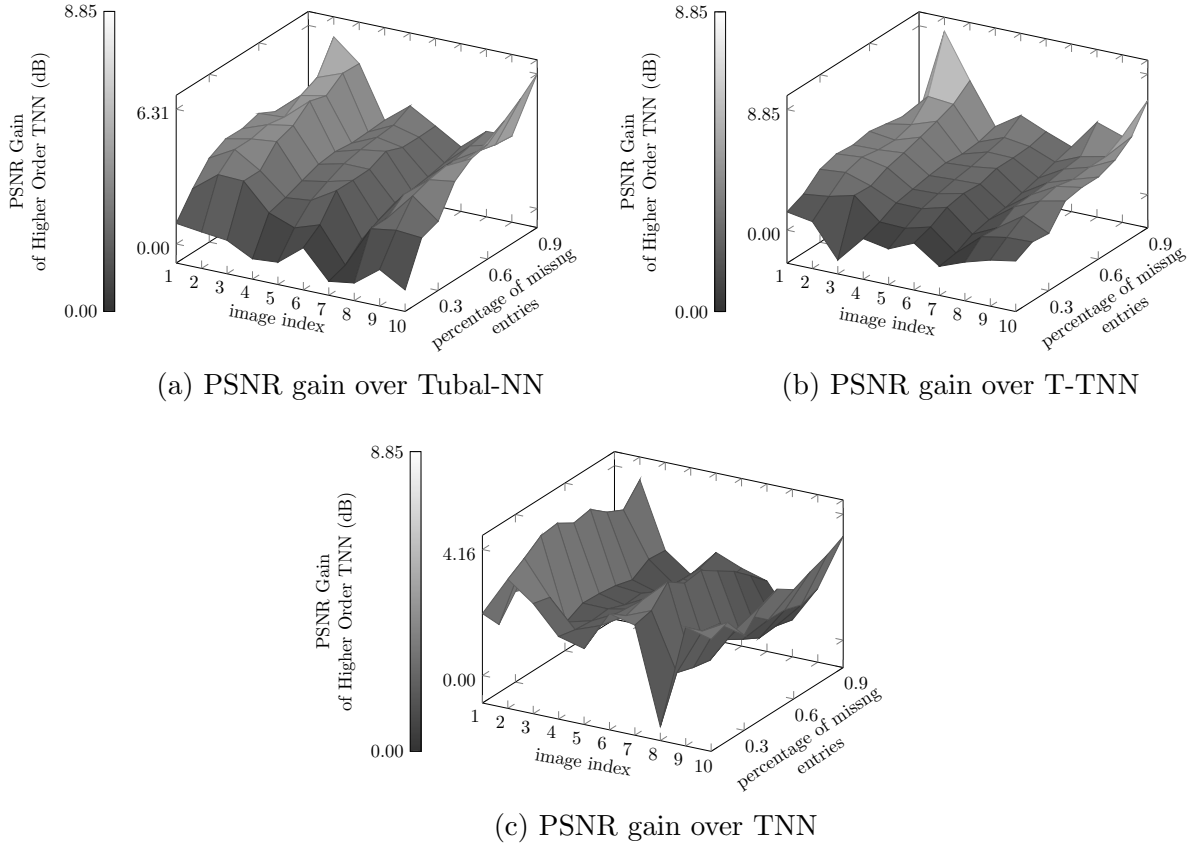 8.85
0.00
PSNR Gain
of Higher Order TNN (dB)
6.31
0.00
1 2 3 4 5 6 7 8 9 10
image index
0.3 0.6 0.9
percentage of missng
entries
(a) PSNR gain over Tubal-NN
8.85
0.00
PSNR Gain
of Higher Order TNN (dB)
8.85
0.00
1 2 3 4 5 6 7 8 9 10
image index
0.3 0.6 0.9
percentage of missng
entries
(b) PSNR gain over T-TNN
8.85
0.00
PSNR Gain
of Higher Order TNN (dB)
4.16
0.00
1 2 3 4 5 6 7 8 9 10
image index
0.3 0.6 0.9
percentage of missng
entries
(c) PSNR gain over TNN